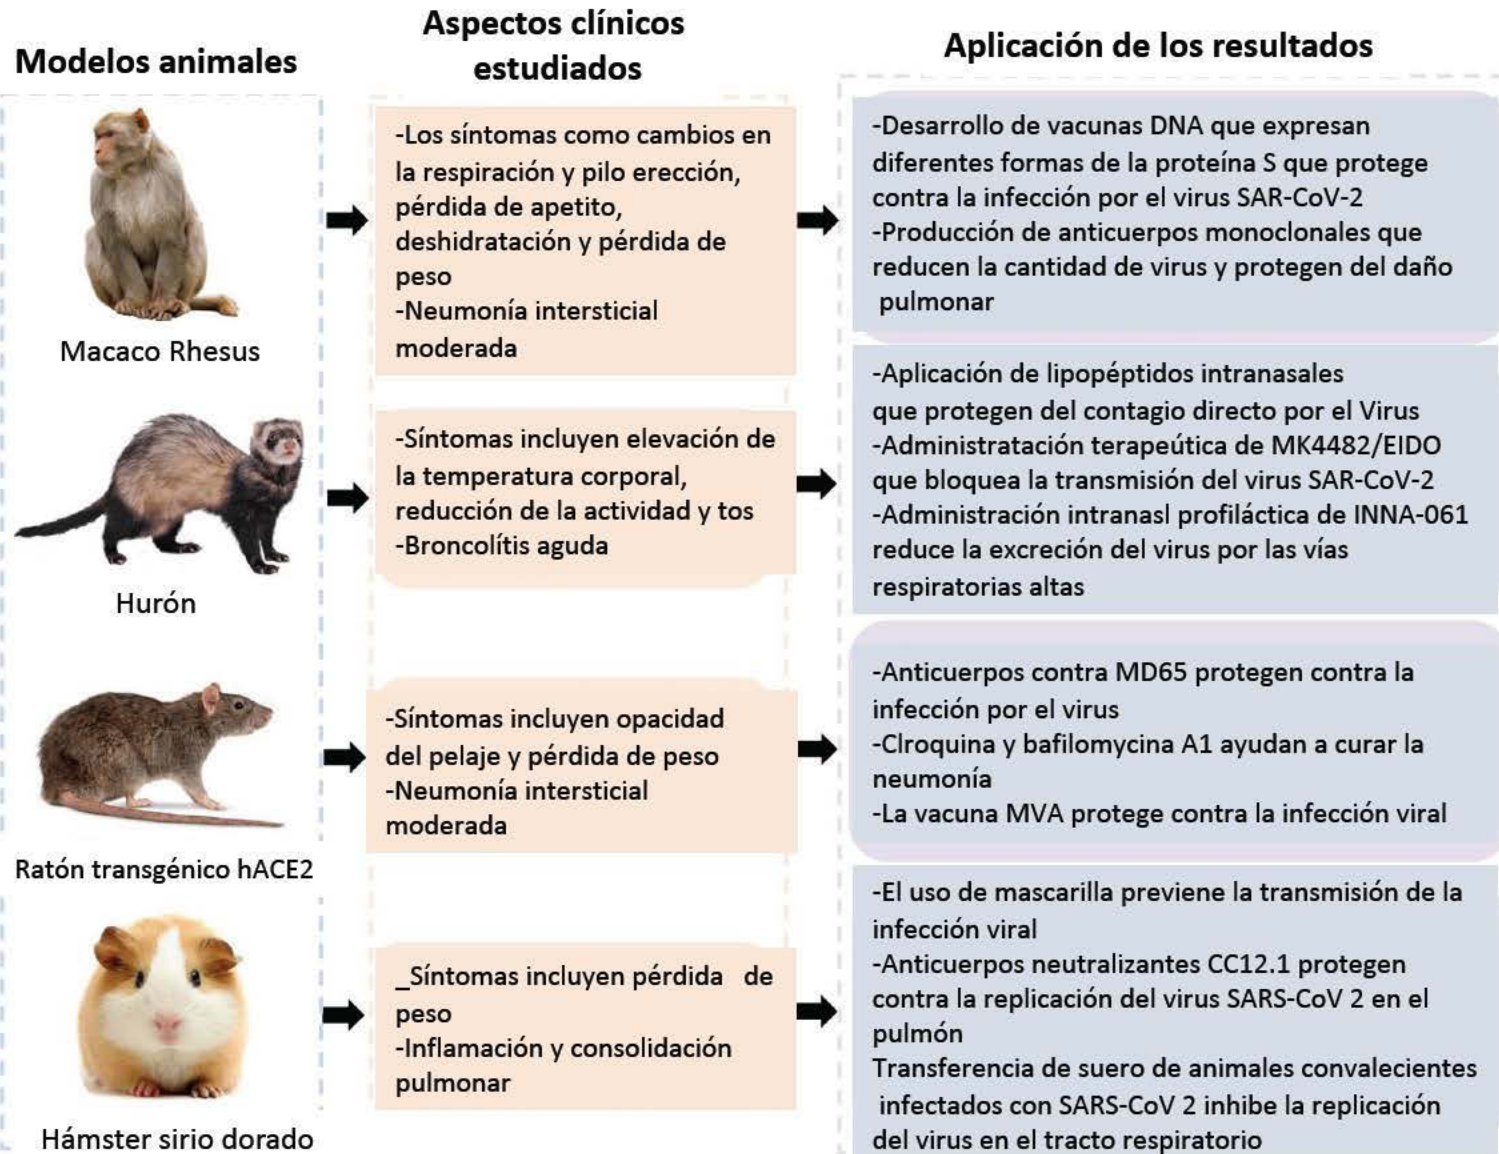 Modelos animales
Aspectos clínicos
estudiados
Aplicación de los resultados
Macaco Rhesus
-Los síntomas como cambios en
la respiración y pilo erección,
pérdida de apetito,
deshidratación y pérdida de
peso
-Neumonía intersticial
moderada
-Desarrollo de vacunas DNA que expresan
diferentes formas de la proteína S que protege
contra la infección por el virus SAR-CoV-2
-Producción de anticuerpos monoclonales que
reducen la cantidad de virus y protegen del daño
pulmonar
Hurón
-Síntomas incluyen elevación de
la temperatura corporal,
reducción de la actividad y tos
-Broncolítis aguda
-Aplicación de lipopéptidos intranasales
que protegen del contagio directo por el Virus
-Administratación terapeútica de MK4482/EIDO
que bloquea la transmisión del virus SAR-CoV-2
-Administración intranasl profiláctica de INNA-061
reduce la excreción del virus por las vías
respiratorias altas
Ratón transgénico hACE2
-Síntomas incluyen opacidad
del pelaje y pérdida de peso
-Neumonía intersticial
moderada
-Anticuerpos contra MD65 protegen contra la
infección por el virus
-Clroquina y bafilomycina A1 ayudan a curar la
neumonía
-La vacuna MVA protege contra la infección viral
Hámster sirio dorado
_Síntomas incluyen pérdida de
peso
-Inflamación y consolidación
pulmonar
-El uso de mascarilla previene la transmisión de la
infección viral
-Anticuerpos neutralizantes CC12.1 protegen
contra la replicación del virus SARS-CoV 2 en el
pulmón
Transferencia de suero de animales convalecientes
infectados con SARS-CoV 2 inhibe la replicación
del virus en el tracto respiratorio